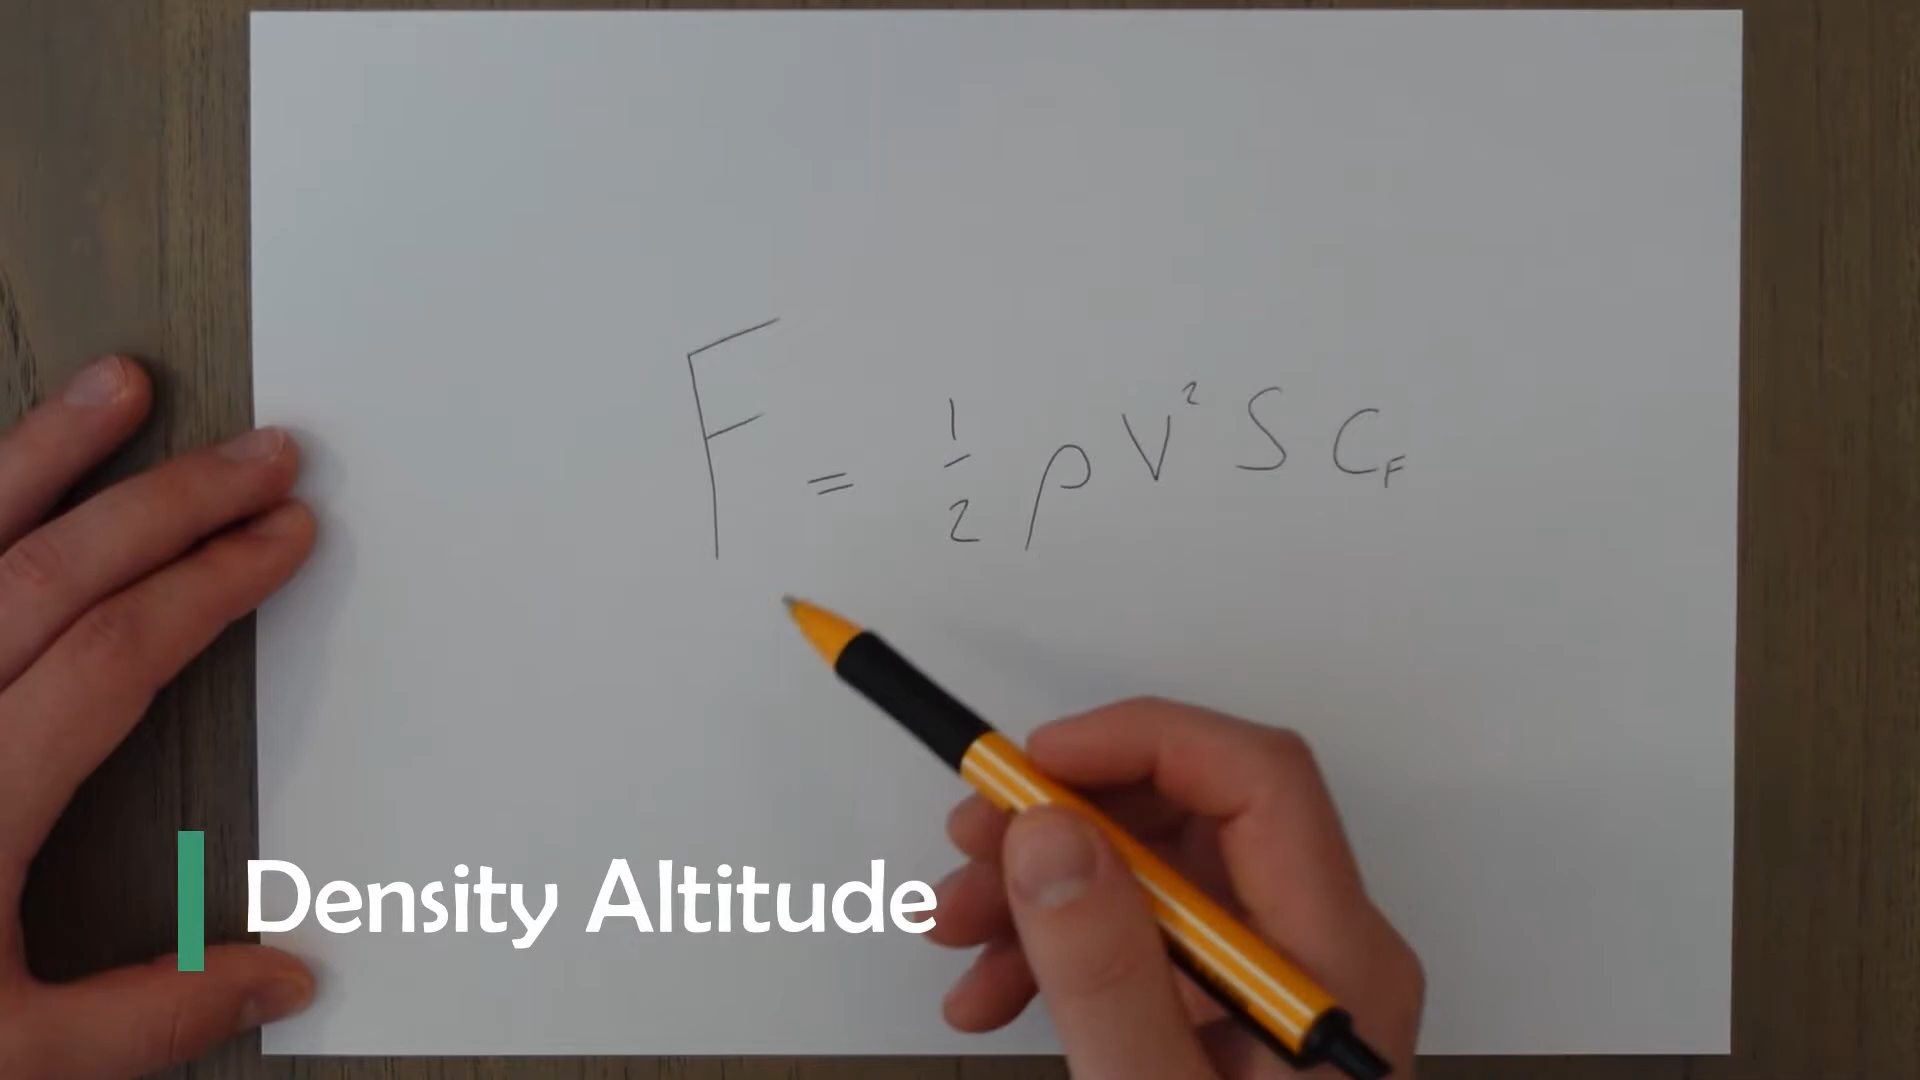 F = 1/2 ρ V² S C_F
Density Altitude